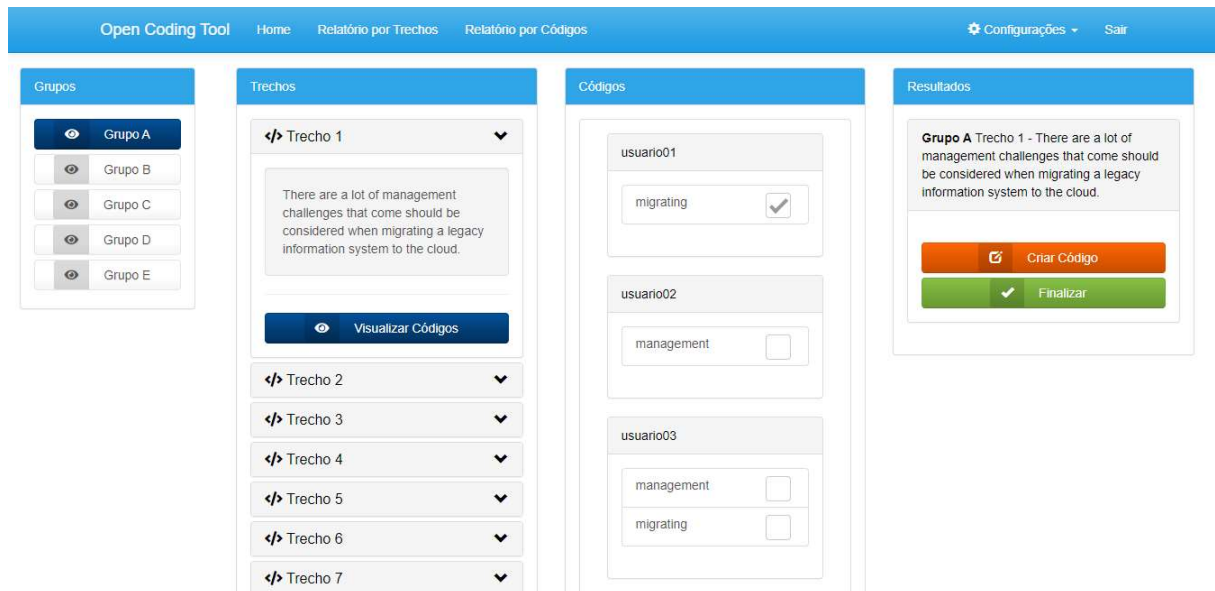 Open Coding Tool Home Relatório por Trechos Relatório por Códigos Configurações Sair
Grupos
Grupo A
Grupo B
Grupo C
Grupo D
Grupo E
Trechos
</> Trecho 1
There are a lot of management
challenges that come should be
considered when migrating a legacy
information system to the cloud.
Visualizar Códigos
</> Trecho 2
</> Trecho 3
</> Trecho 4
</> Trecho 5
</> Trecho 6
</> Trecho 7
Códigos
usuario01
migrating
usuario02
management
usuario03
management
migrating
Resultados
Grupo A Trecho 1 - There are a lot of
management challenges that come should
be considered when migrating a legacy
information system to the cloud.
Criar Código
Finalizar